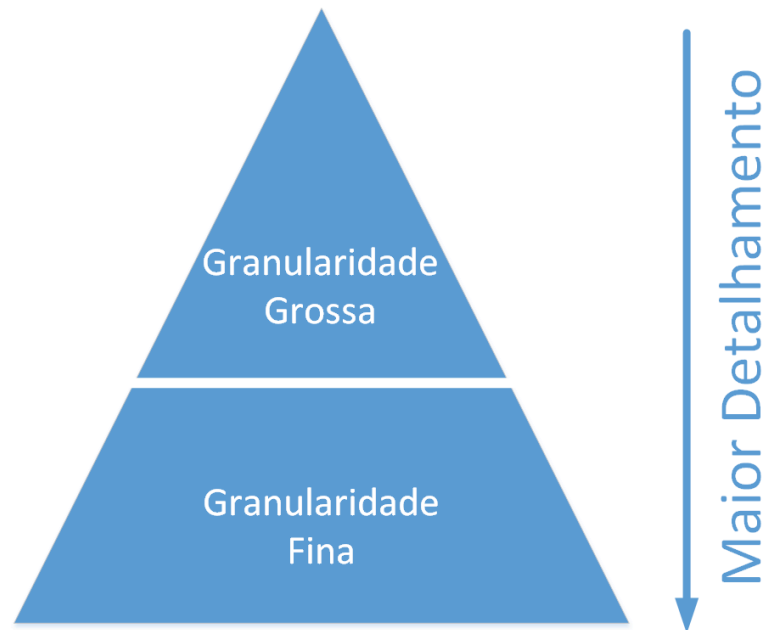 Granularidade
Grossa
Granularidade
Fina
Maior Detalhamento